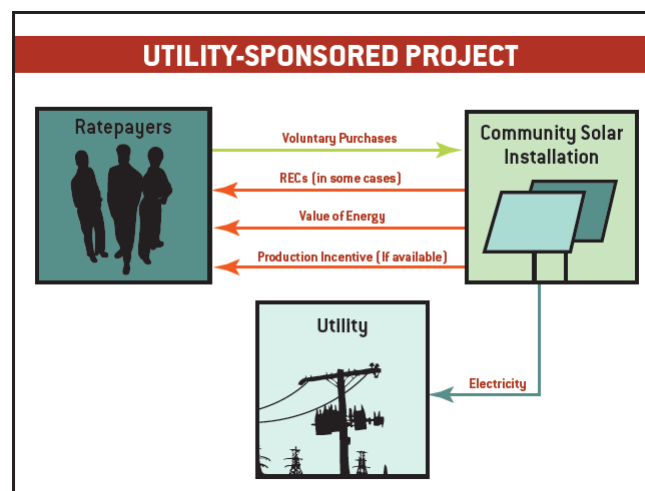 UTILITY-SPONSORED PROJECT
Ratepayers
Voluntary Purchases
Community Solar
Installation
RECs (in some cases)
Value of Energy
Production Incentive (If available)
Utility
Electricity